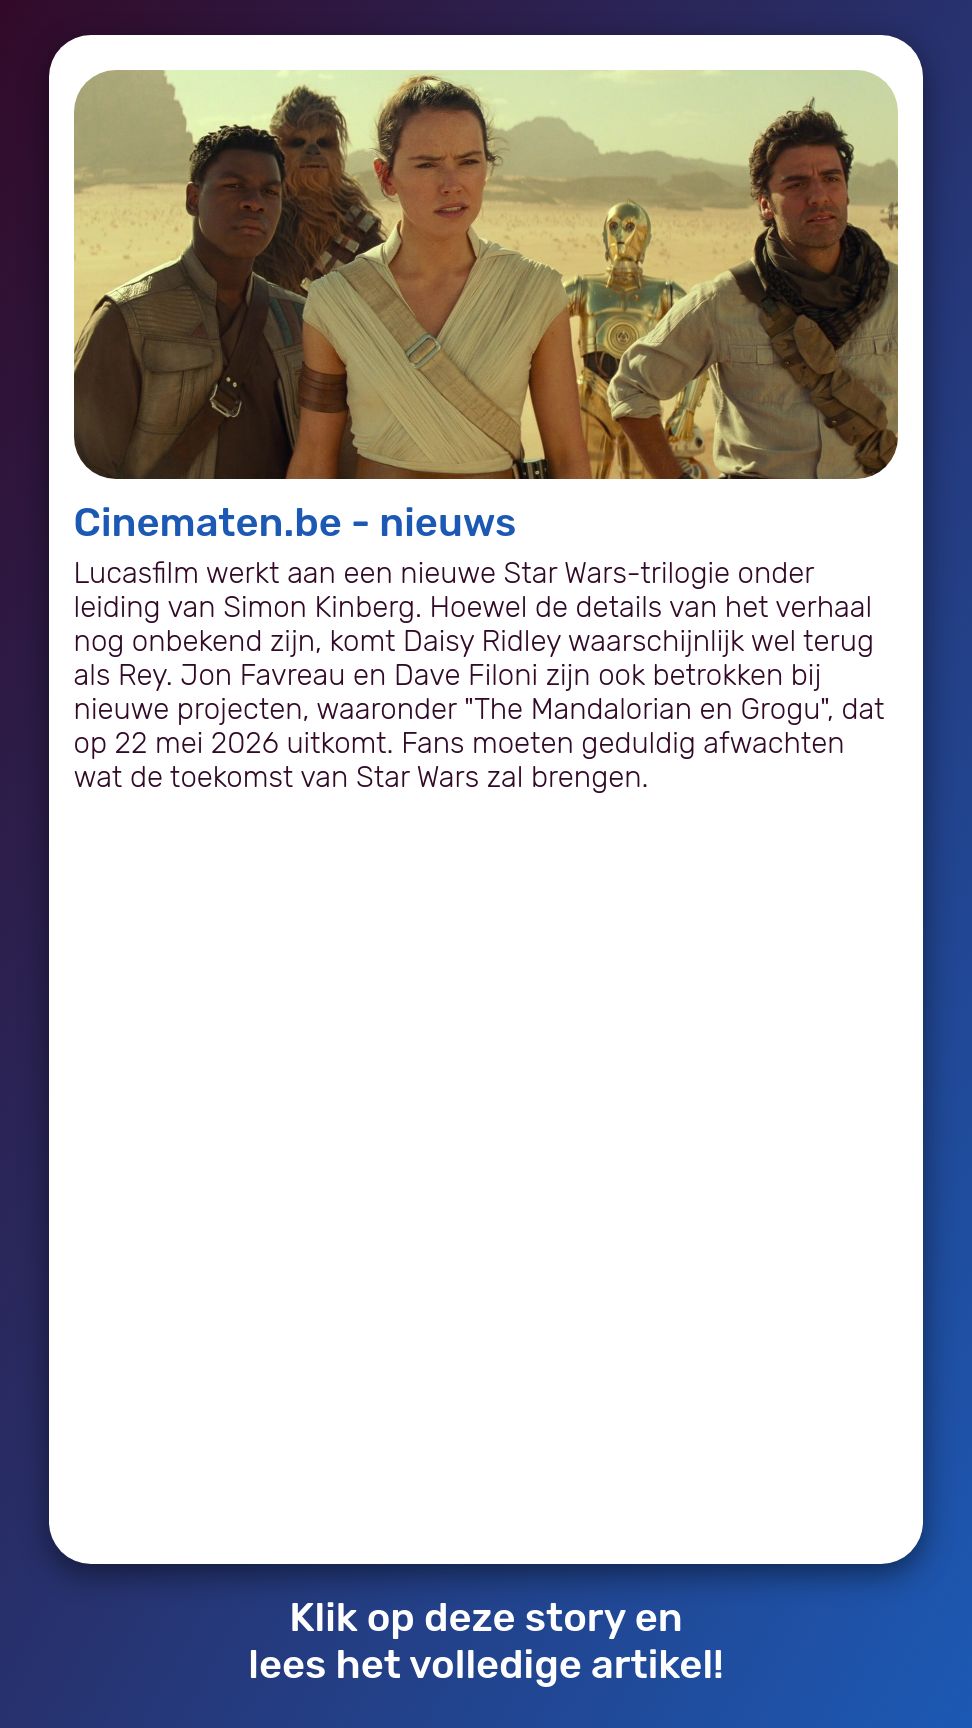 Cinematen.be - nieuws
Lucasfilm werkt aan een nieuwe Star Wars-trilogie onder
leiding van Simon Kinberg. Hoewel de details van het verhaal
nog onbekend zijn, komt Daisy Ridley waarschijnlijk wel terug
als Rey. Jon Favreau en Dave Filoni zijn ook betrokken bij
nieuwe projecten, waaronder "The Mandalorian en Grogu", dat
op 22 mei 2026 uitkomt. Fans moeten geduldig afwachten
wat de toekomst van Star Wars zal brengen.
Klik op deze story en
lees het volledige artikel!